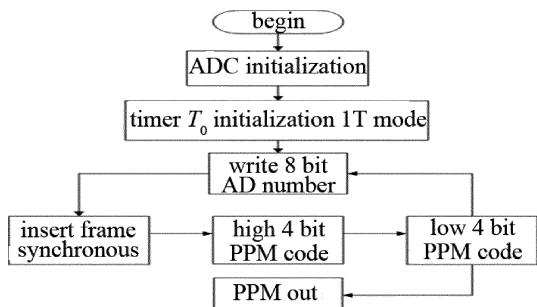 begin
ADC initialization
timer T0 initialization 1T mode
write 8 bit
AD number
insert frame
synchronous
high 4 bit
PPM code
low 4 bit
PPM code
PPM out